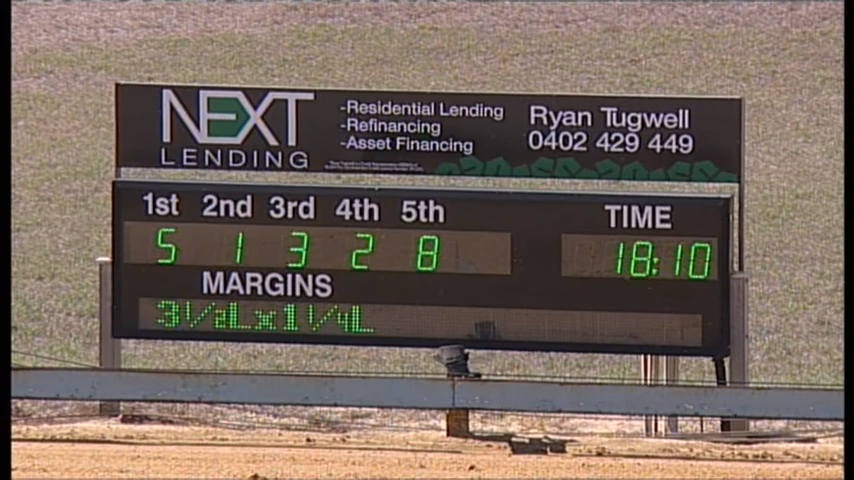 NEXT
LENDING
-Residential Lending
-Refinancing
-Asset Financing
Ryan Tugwell
0402 429 449
1st 2nd 3rd 4th 5th
5 1 3 2 8
TIME
18:10
MARGINS
3 1/2L x 1 1/4L